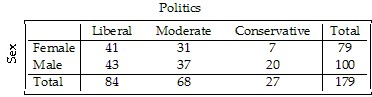 Politics
Sex
Liberal Moderate Conservative Total
Female 41 31 7 79
Male 43 37 20 100
Total 84 68 27 179